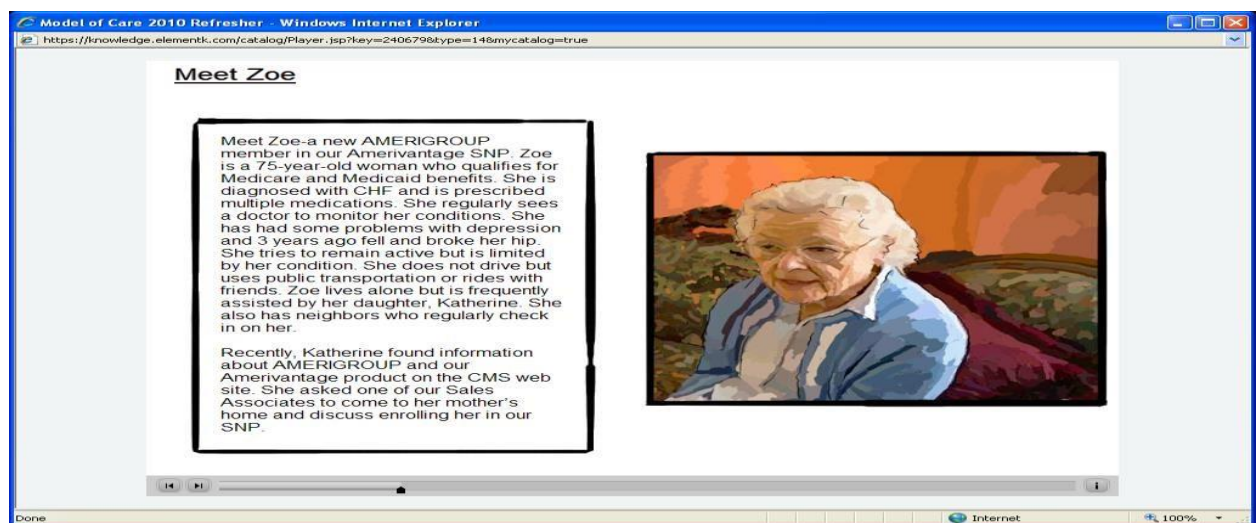 Model of Care 2010 Refresher - Windows Internet Explorer
https://knowledge.elementk.com/catalog/Player.jsp?key=240679&type=14&mycatalog=true
Meet Zoe
Meet Zoe-a new AMERIGROUP
member in our Amerivantage SNP. Zoe
is a 75-year-old woman who qualifies for
Medicare and Medicaid benefits. She is
diagnosed with CHF and is prescribed
multiple medications. She regularly sees
a doctor to monitor her conditions. She
has had some problems with depression
and 3 years ago fell and broke her hip.
She tries to remain active but is limited
by her condition. She does not drive but
uses public transportation or rides with
friends. Zoe lives alone but is frequently
assisted by her daughter, Katherine. She
also has neighbors who regularly check
in on her.
Recently, Katherine found information
about AMERIGROUP and our
Amerivantage product on the CMS web
site. She asked one of our Sales
Associates to come to her mother's
home and discuss enrolling her in our
SNP.
Done
Internet
100%